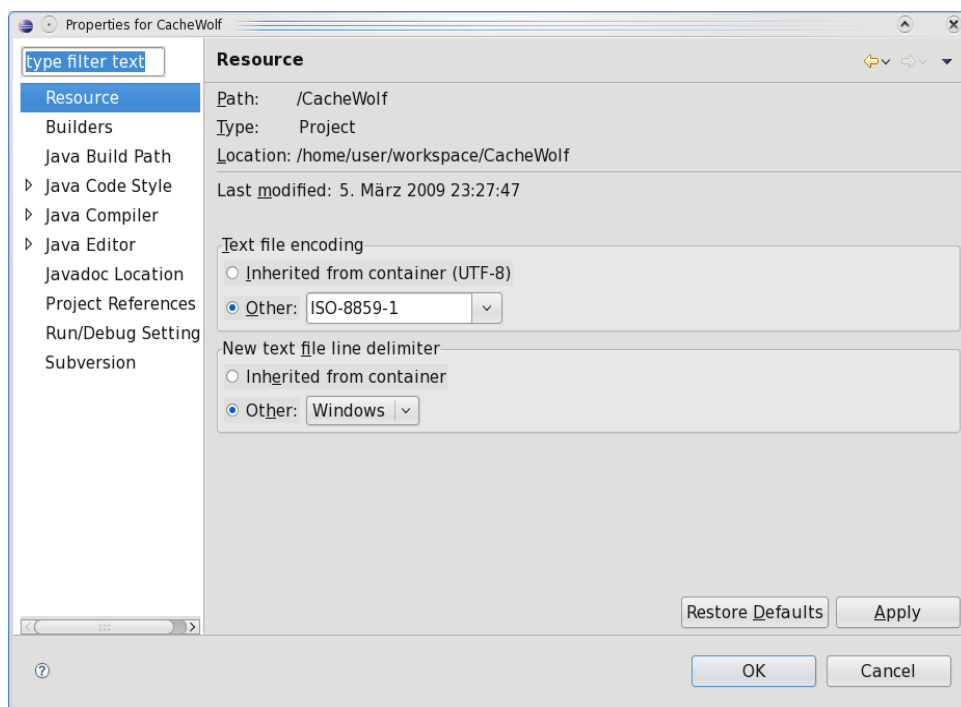 Properties for CacheWolf
type filter text
Resource
Builders
Java Build Path
Java Code Style
Java Compiler
Java Editor
Javadoc Location
Project References
Run/Debug Setting
Subversion
Resource
Path: /CacheWolf
Type: Project
Location: /home/user/workspace/CacheWolf
Last modified: 5. März 2009 23:27:47
Text file encoding
Inherited from container (UTF-8)
Other: ISO-8859-1
New text file line delimiter
Inherited from container
Other: Windows
Restore Defaults
Apply
OK
Cancel